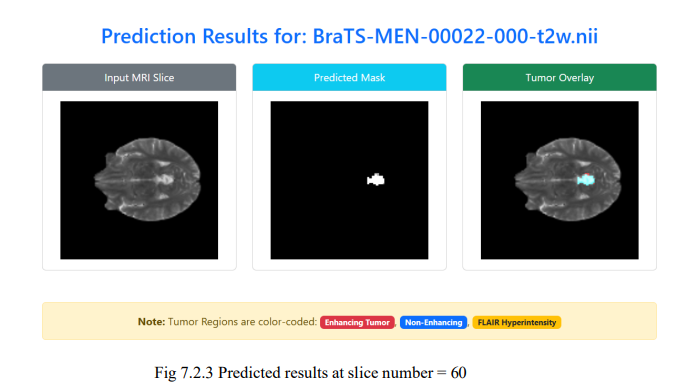 Prediction Results for: BraTS-MEN-00022-000-t2w.nii
Input MRI Slice
Predicted Mask
Tumor Overlay
Note: Tumor Regions are color-coded: Enhancing Tumor, Non-Enhancing, FLAIR Hyperintensity
Fig 7.2.3 Predicted results at slice number = 60